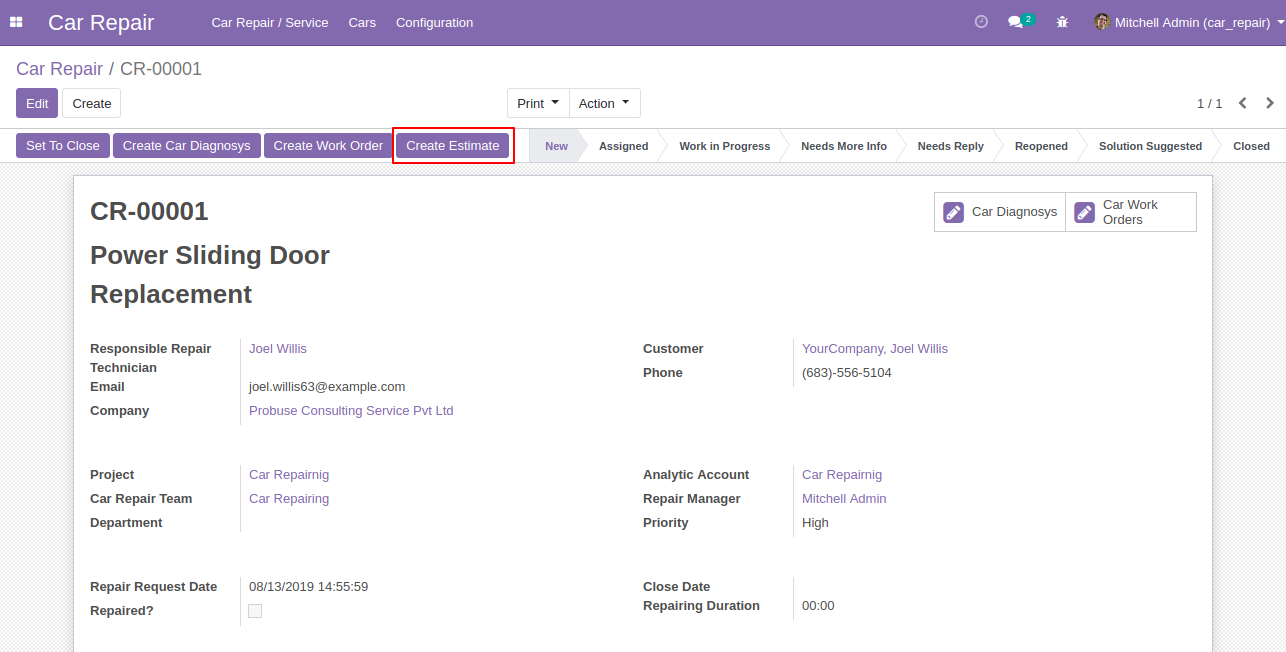 Car Repair
Car Repair / Service
Cars
Configuration
2
Mitchell Admin (car_repair)
Car Repair / CR-00001
Edit
Create
Print
Action
1 / 1
Set To Close
Create Car Diagnosys
Create Work Order
Create Estimate
New
Assigned
Work in Progress
Needs More Info
Needs Reply
Reopened
Solution Suggested
Closed
CR-00001
Car Diagnosys
Car Work
Orders
Power Sliding Door
Replacement
Responsible Repair
Technician
Joel Willis
Email
joel.willis63@example.com
Company
Probuse Consulting Service Pvt Ltd
Customer
YourCompany, Joel Willis
Phone
(683)-556-5104
Project
Car Repairnig
Car Repair Team
Car Repairing
Department
Analytic Account
Car Repairnig
Repair Manager
Mitchell Admin
Priority
High
Repair Request Date
08/13/2019 14:55:59
Repaired?
Close Date
Repairing Duration
00:00